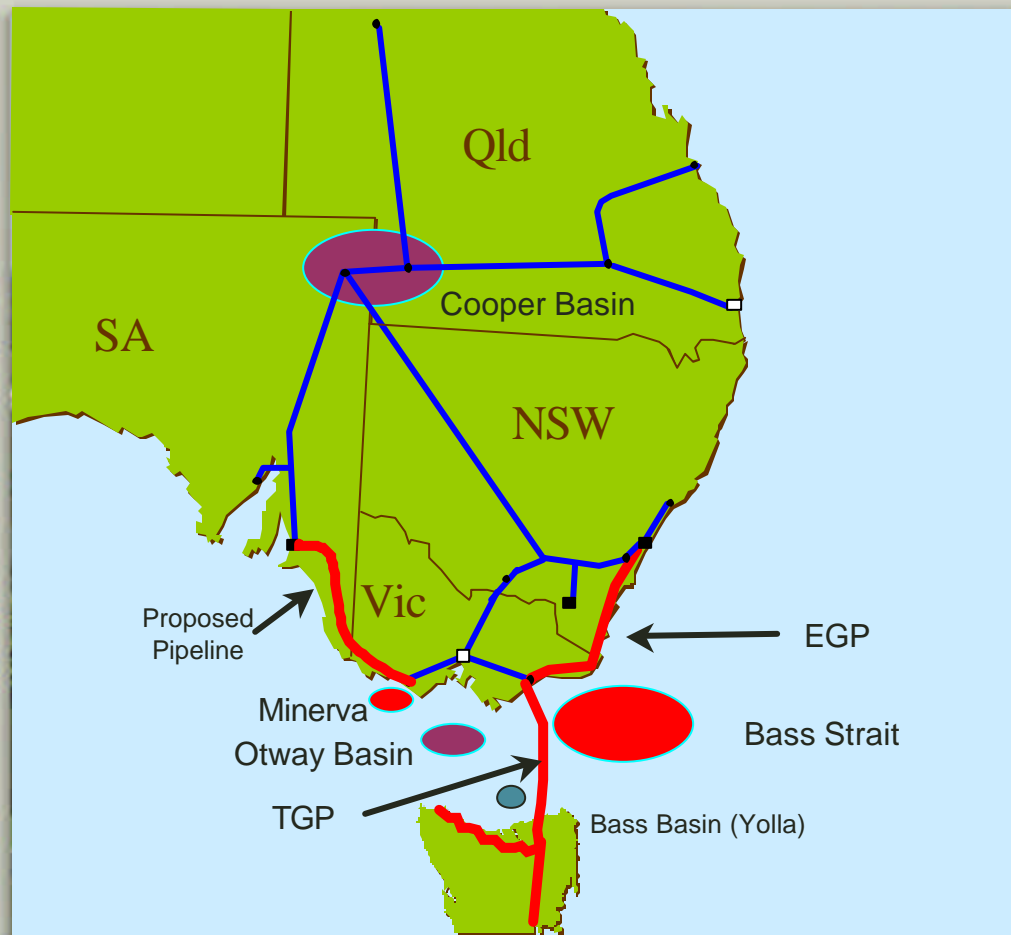 Qld
Cooper Basin
SA
NSW
Vic
Proposed
Pipeline
EGP
Minerva
Otway Basin
Bass Strait
TGP
Bass Basin (Yolla)